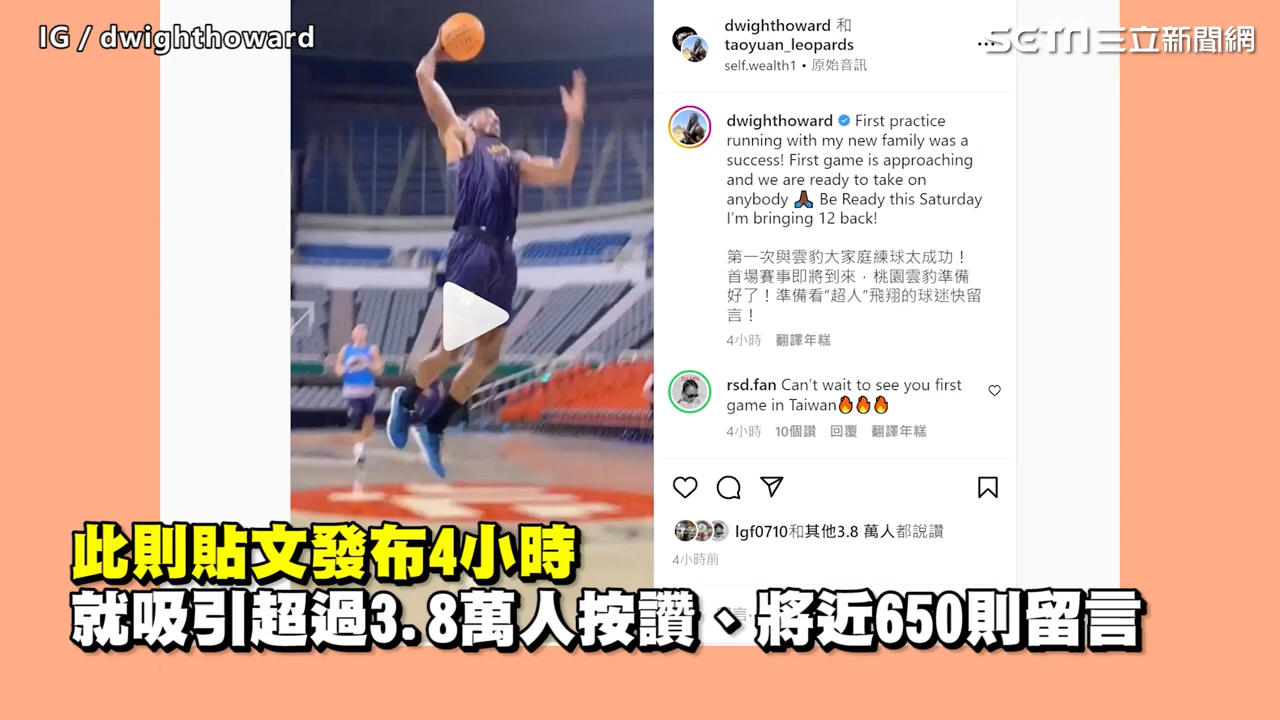 IG / dwighthoward
SETN三立新聞網
dwighthoward 和
taoyuan_leopards
self.wealth1 • 原始音訊
dwighthoward First practice
running with my new family was a
success! First game is approaching
and we are ready to take on
anybody 🙏🏿 Be Ready this Saturday
I'm bringing 12 back!
第一次與雲豹大家庭練球太成功！
首場賽事即將到來，桃園雲豹準備
好了！準備看“超人”飛翔的球迷快留
言！
4小時 翻譯年糕
rsd.fan Can't wait to see you first
game in Taiwan🔥🔥🔥
4小時 10個讚 回覆 翻譯年糕
lgf0710和其他3.8 萬人都說讚
4小時前
此則貼文發布4小時
就吸引超過3.8萬人按讚、將近650則留言